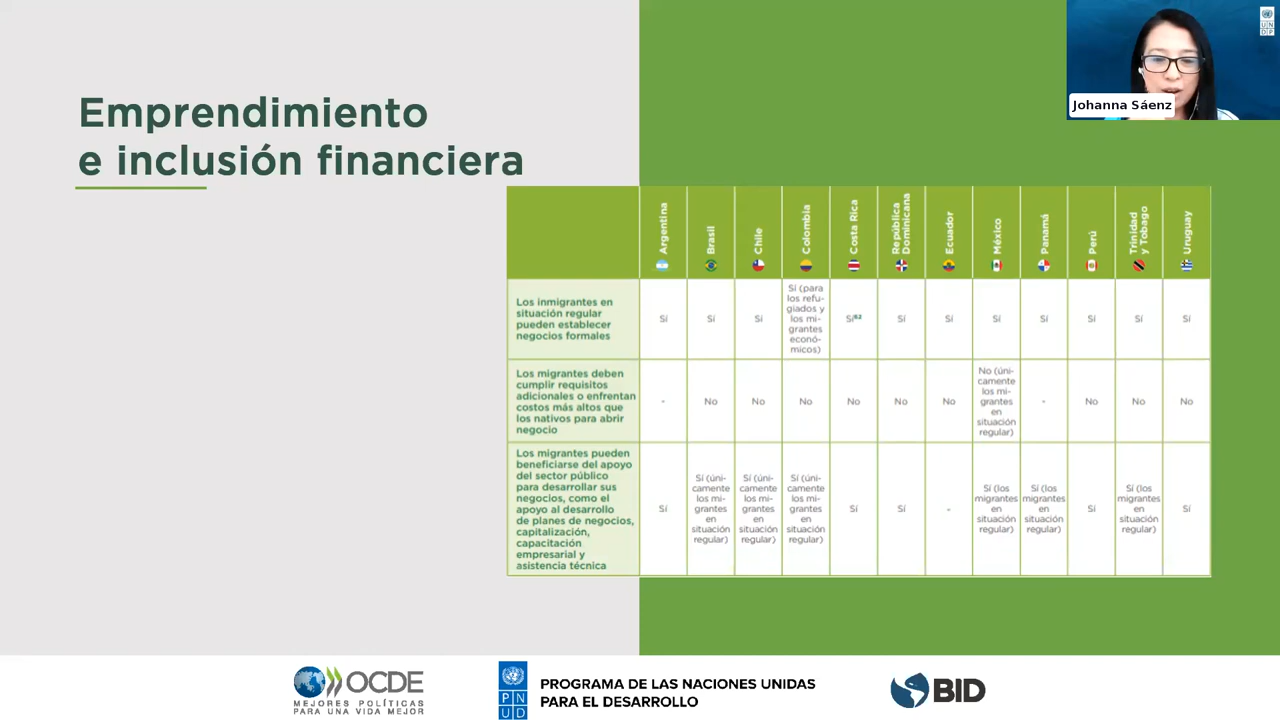 Emprendimiento
e inclusión financiera
Johanna Sáenz
UN
DP
Argentina
Brasil
Chile
Colombia
Costa Rica
República
Dominicana
Ecuador
México
Panamá
Perú
Trinidad
y Tobago
Uruguay
Los inmigrantes en
situación regular
pueden establecer
negocios formales
Sí
Sí
Sí
Sí (para
los refu-
giados y
los mi-
grantes
econó-
micos)
Sí⁶²
Sí
Sí
Sí
Sí
Sí
Sí
Sí
Los migrantes deben
cumplir requisitos
adicionales o enfrentan
costos más altos que
los nativos para abrir
negocio
-
No
No
No
No
No
No
No (úni-
camente
los mi-
grantes
en
situación
regular)
-
No
No
No
Los migrantes pueden
beneficiarse del apoyo
del sector público
para desarrollar sus
negocios, como el
apoyo al desarrollo
de planes de negocios,
capitalización,
capacitación
empresarial y
asistencia técnica
Sí
Sí (úni-
camente
los mi-
grantes
en
situación
regular)
Sí (úni-
camente
los mi-
grantes
en
situación
regular)
Sí (úni-
camente
los mi-
grantes
en
situación
regular)
Sí
Sí
-
Sí (los
migrantes
en
situación
regular)
Sí (los
migrantes
en
situación
regular)
Sí
Sí (los
migrantes
en
situación
regular)
Sí
OCDE
MEJORES POLÍTICAS
PARA UNA VIDA MEJOR
PN
UD
PROGRAMA DE LAS NACIONES UNIDAS
PARA EL DESARROLLO
BID